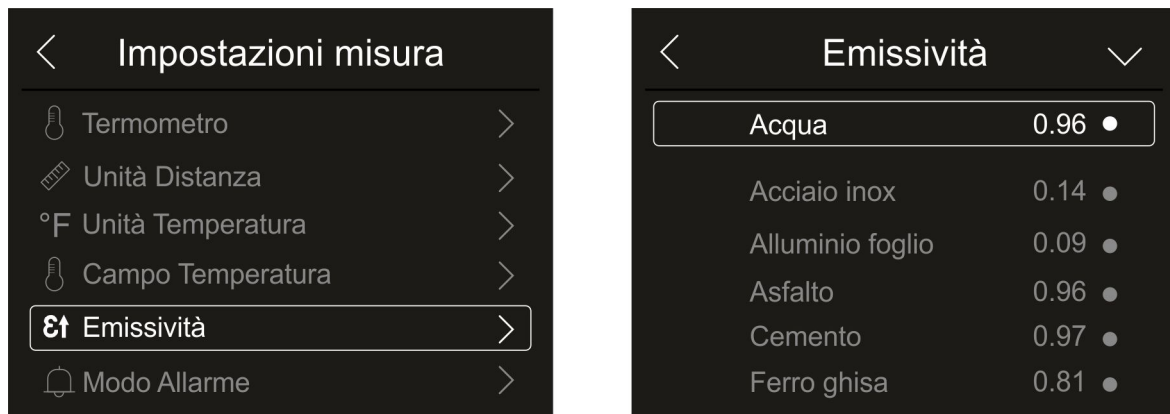 Impostazioni misura
Termometro
Unità Distanza
°F Unità Temperatura
Campo Temperatura
ε Emissività
Modo Allarme
Emissività
Acqua 0.96
Acciaio inox 0.14
Alluminio foglio 0.09
Asfalto 0.96
Cemento 0.97
Ferro ghisa 0.81